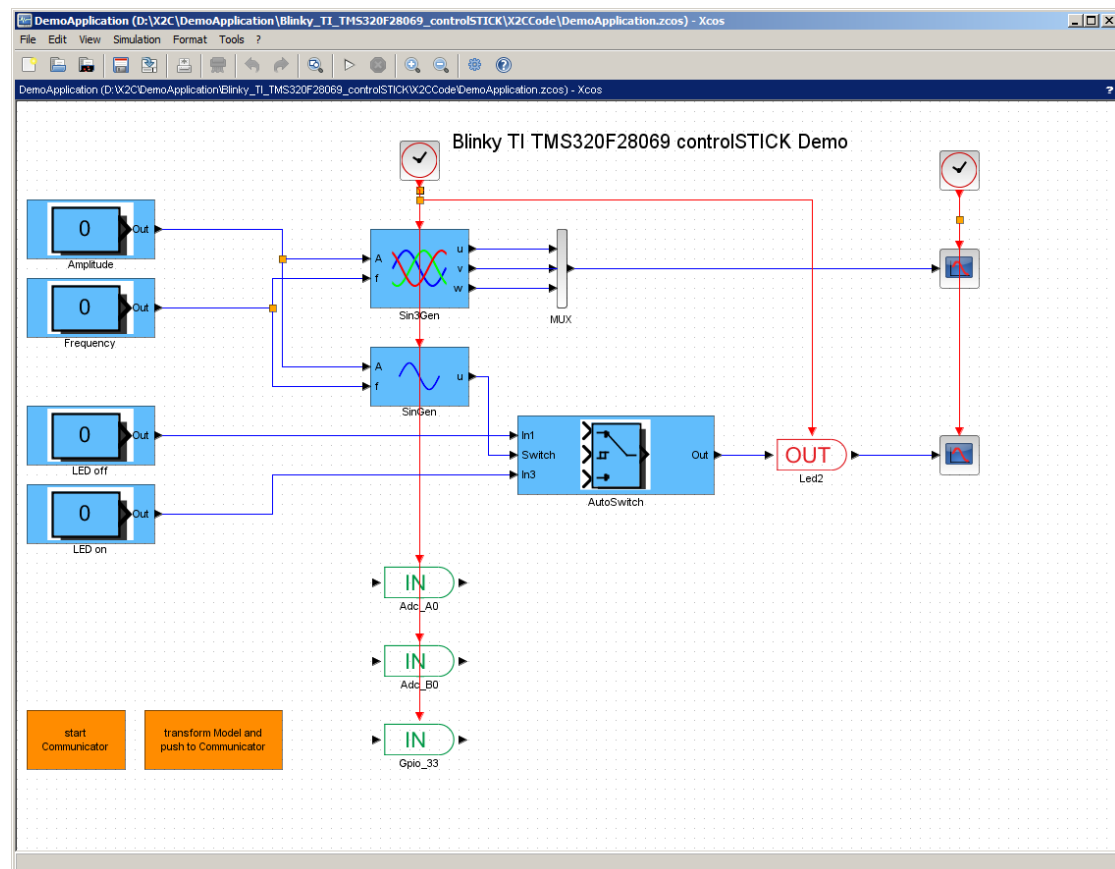 DemoApplication (D:\X2C\DemoApplication\Blinky_TI_TMS320F28069_controlSTICK\X2CCode\DemoApplication.zcos) - Xcos
File Edit View Simulation Format Tools ?
DemoApplication (D:\X2C\DemoApplication\Blinky_TI_TMS320F28069_controlSTICK\X2CCode\DemoApplication.zcos) - Xcos ?
Blinky TI TMS320F28069 controlSTICK Demo
0 Out
Amplitude
0 Out
Frequency
A u
f v
w
Sin3Gen
MUX
A
f u
SinGen
0 Out
LED off
0 Out
LED on
In1
Switch Out
In3
AutoSwitch
OUT
Led2
IN
Adc_A0
IN
Adc_B0
IN
Gpio_33
start
Communicator
transform Model and
push to Communicator